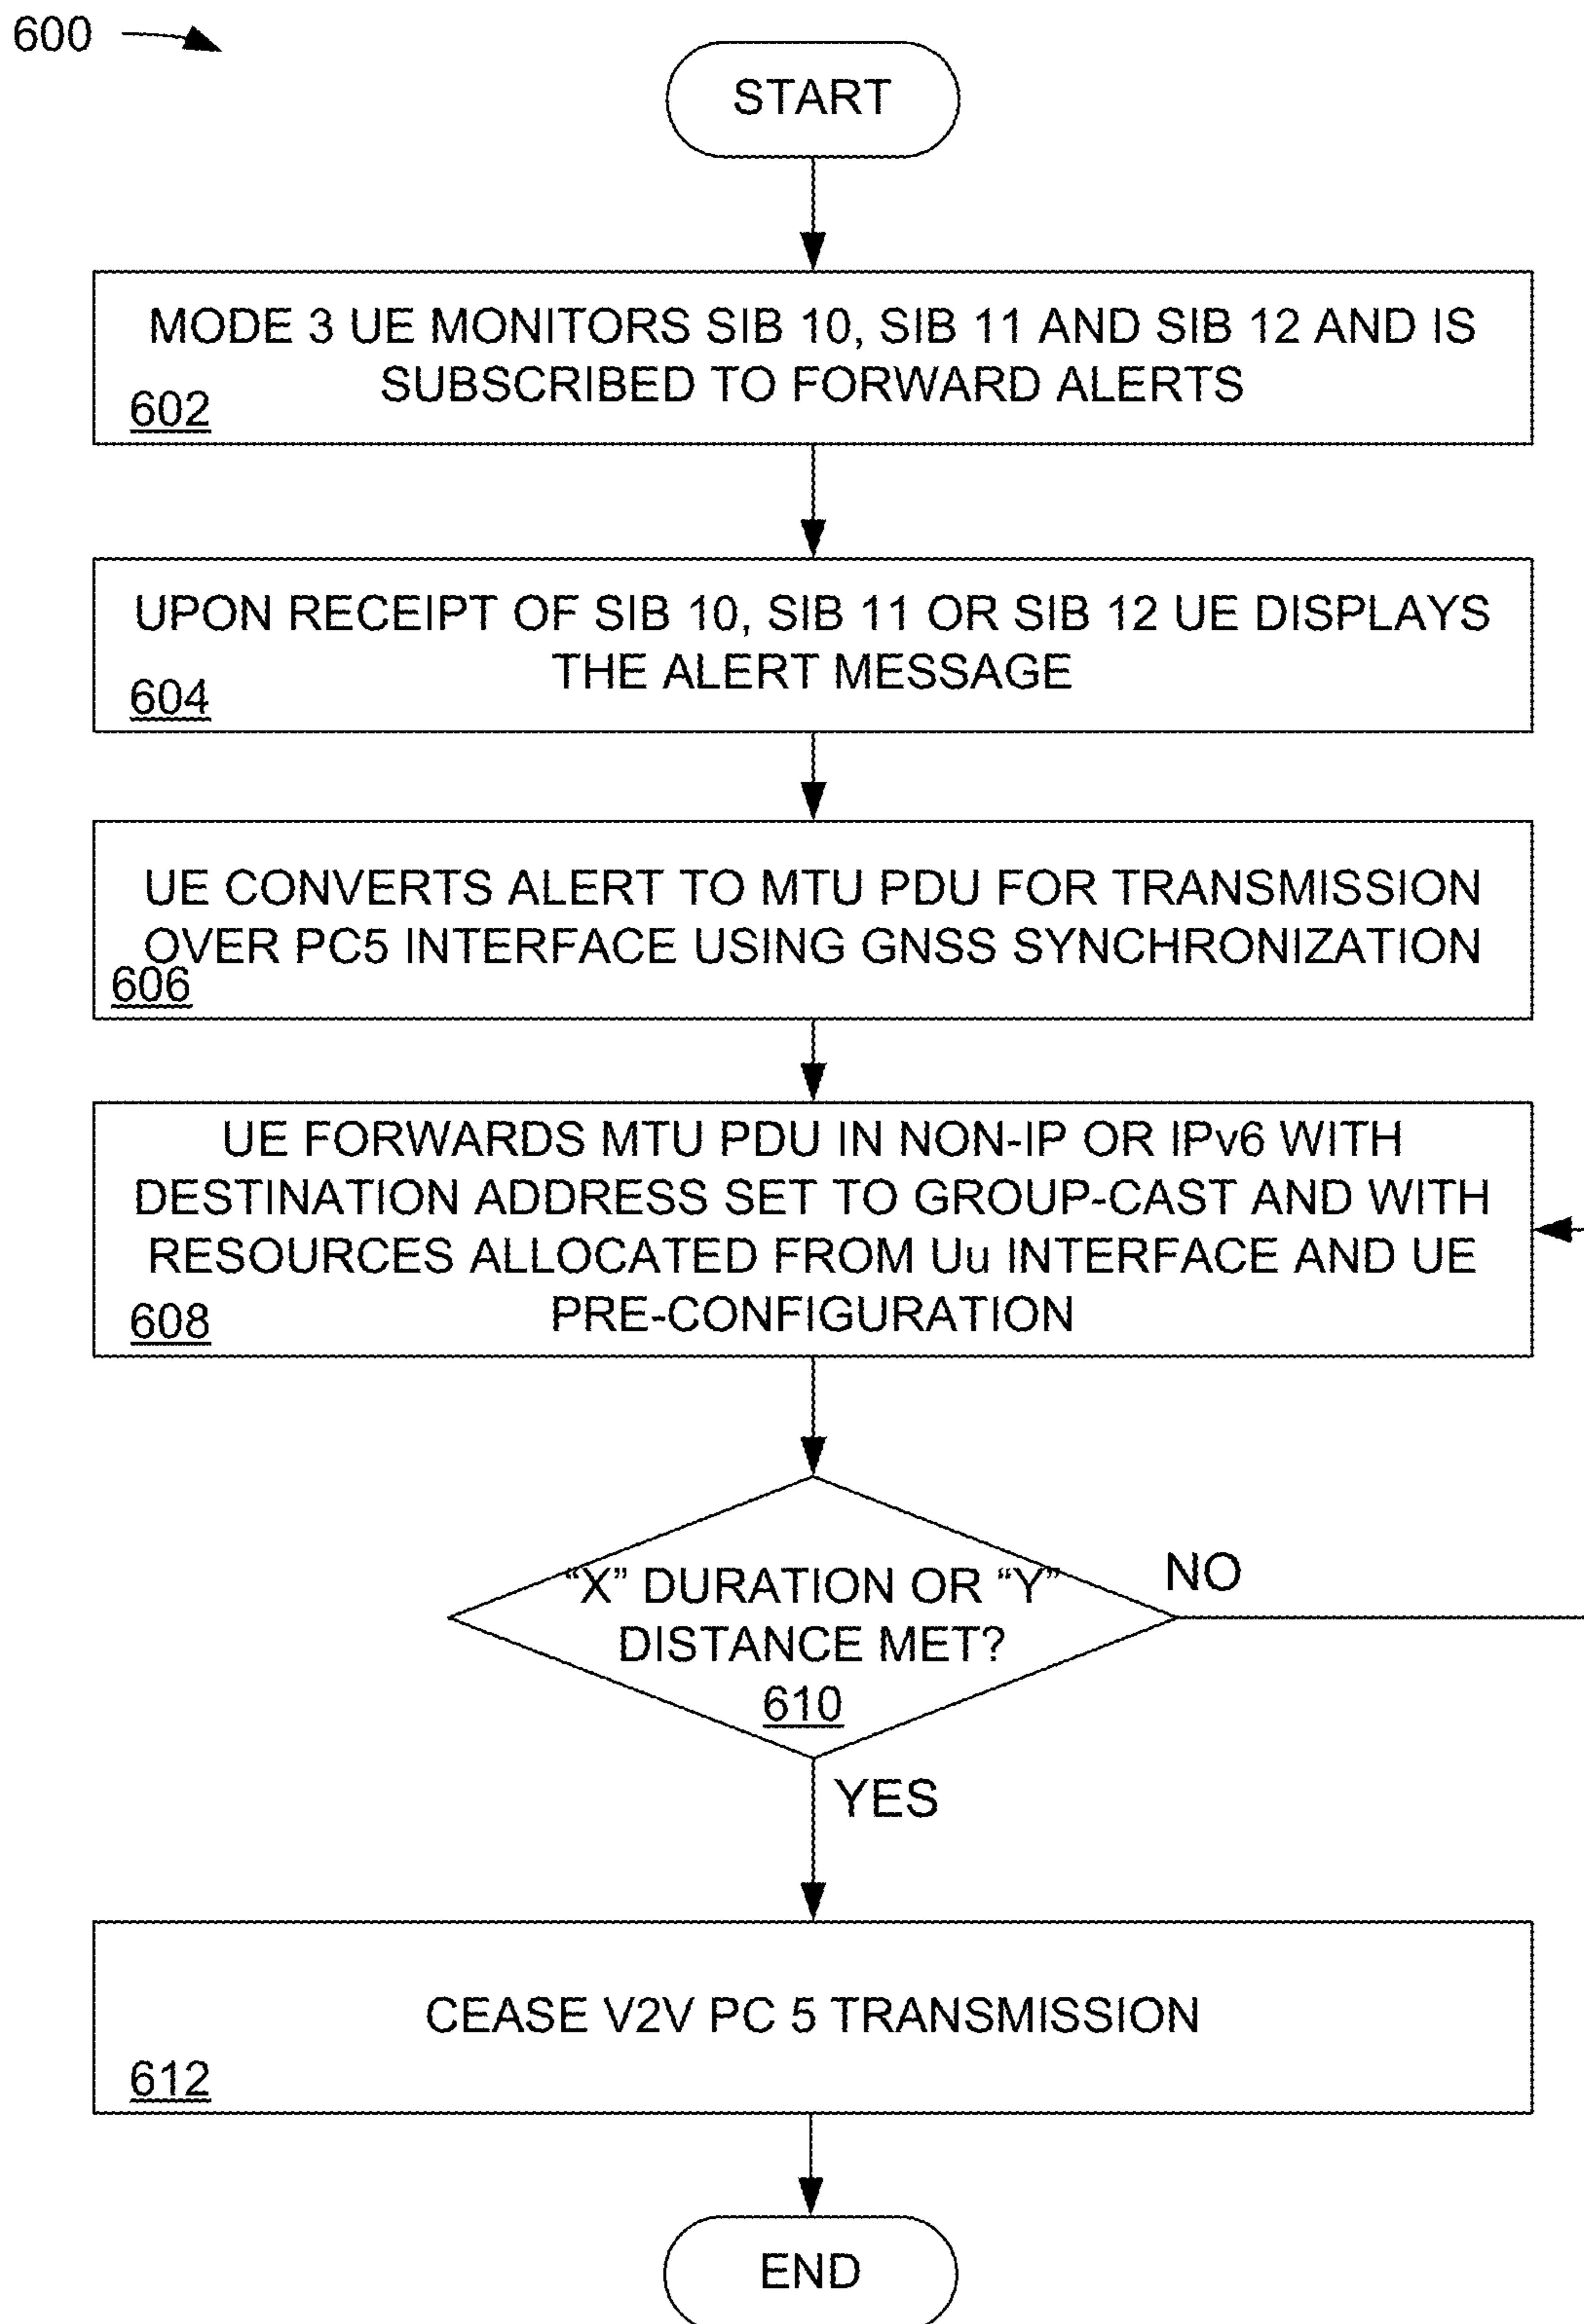 600
START
MODE 3 UE MONITORS SIB 10, SIB 11 AND SIB 12 AND IS
SUBSCRIBED TO FORWARD ALERTS
602
UPON RECEIPT OF SIB 10, SIB 11 OR SIB 12 UE DISPLAYS
THE ALERT MESSAGE
604
UE CONVERTS ALERT TO MTU PDU FOR TRANSMISSION
OVER PC5 INTERFACE USING GNSS SYNCHRONIZATION
606
UE FORWARDS MTU PDU IN NON-IP OR IPv6 WITH
DESTINATION ADDRESS SET TO GROUP-CAST AND WITH
RESOURCES ALLOCATED FROM Uu INTERFACE AND UE
PRE-CONFIGURATION
608
“X” DURATION OR “Y”
DISTANCE MET?
610
NO
YES
CEASE V2V PC 5 TRANSMISSION
612
END